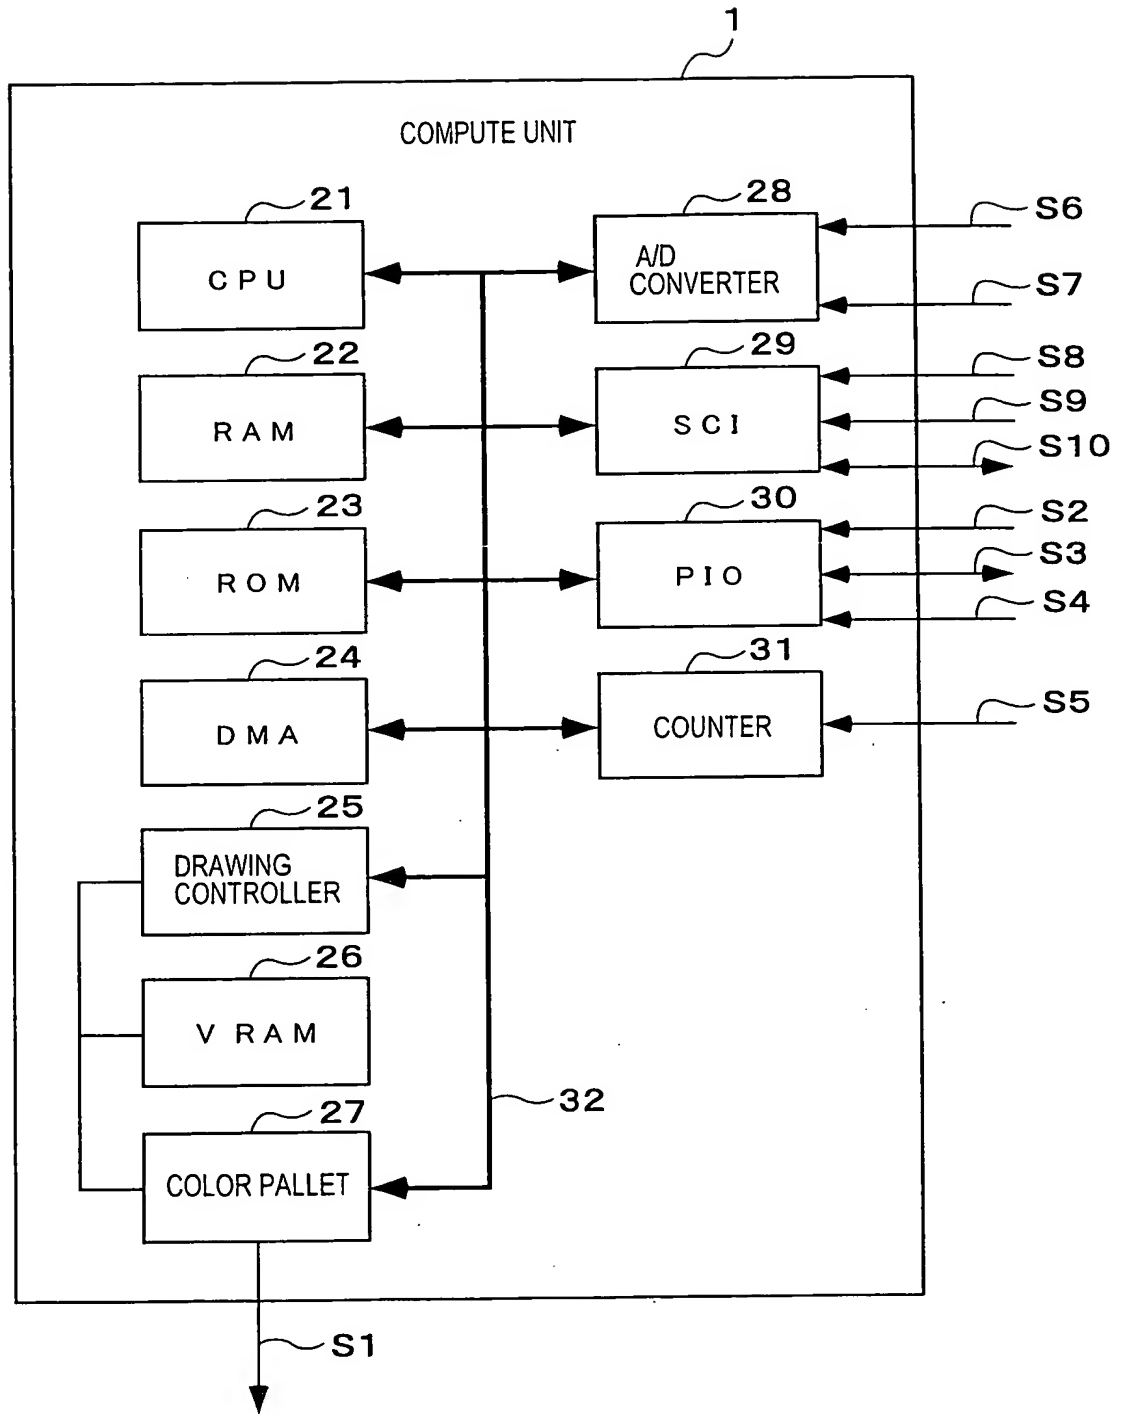 1
COMPUTE UNIT
21
CPU
28
A/D
CONVERTER
S6
S7
22
RAM
29
SCI
S8
S9
S10
23
ROM
30
PIO
S2
S3
S4
24
DMA
31
COUNTER
S5
25
DRAWING
CONTROLLER
26
V RAM
32
27
COLOR PALLET
S1